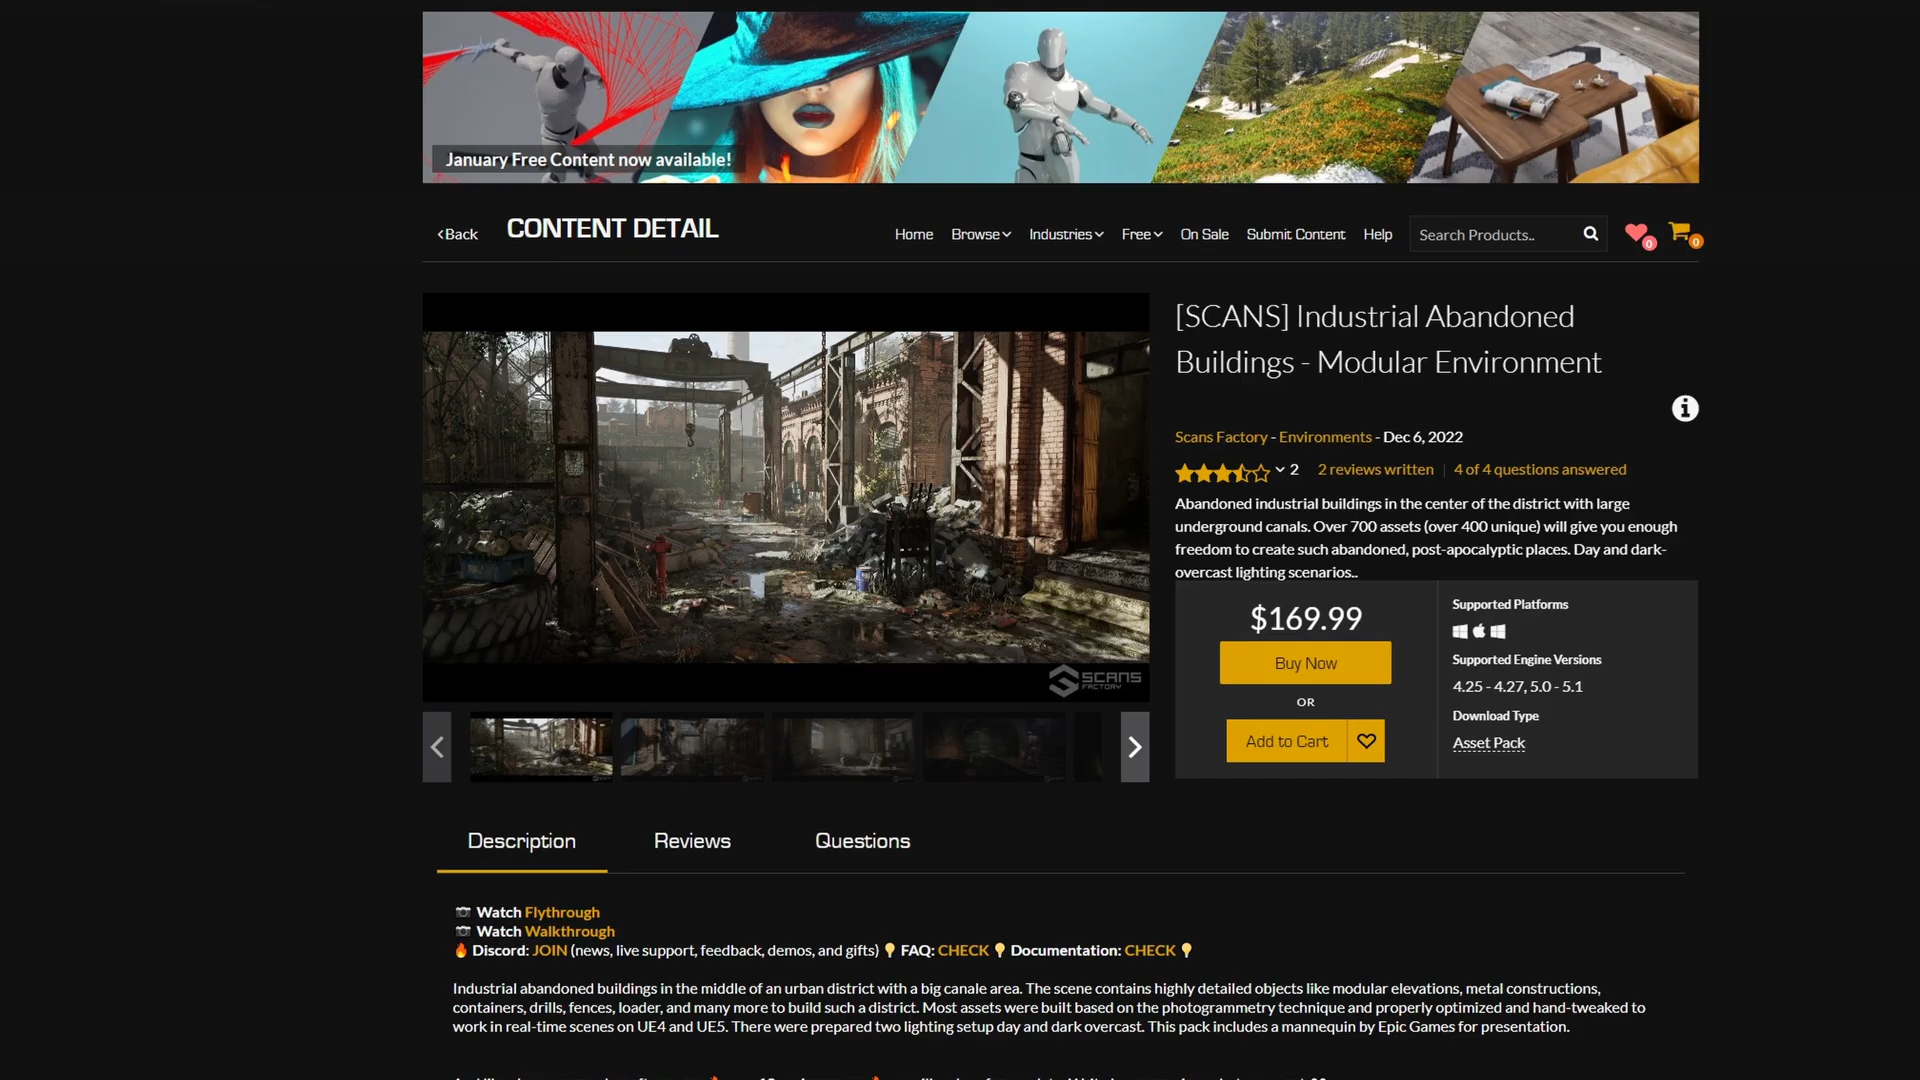 January Free Content now available!
Back
CONTENT DETAIL
Home
Browse
Industries
Free
On Sale
Submit Content
Help
Search Products..
0
0
[SCANS] Industrial Abandoned
Buildings - Modular Environment
Scans Factory - Environments - Dec 6, 2022
2
2 reviews written
4 of 4 questions answered
Abandoned industrial buildings in the center of the district with large
underground canals. Over 700 assets (over 400 unique) will give you enough
freedom to create such abandoned, post-apocalyptic places. Day and dark-
overcast lighting scenarios..
$169.99
Buy Now
OR
Add to Cart
Supported Platforms
Supported Engine Versions
4.25 - 4.27, 5.0 - 5.1
Download Type
Asset Pack
SCANS
FACTORY
Description
Reviews
Questions
Watch Flythrough
Watch Walkthrough
Discord: JOIN (news, live support, feedback, demos, and gifts) FAQ: CHECK Documentation: CHECK
Industrial abandoned buildings in the middle of an urban district with a big canale area. The scene contains highly detailed objects like modular elevations, metal constructions,
containers, drills, fences, loader, and many more to build such a district. Most assets were built based on the photogrammetry technique and properly optimized and hand-tweaked to
work in real-time scenes on UE4 and UE5. There were prepared two lighting setup day and dark overcast. This pack includes a mannequin by Epic Games for presentation.